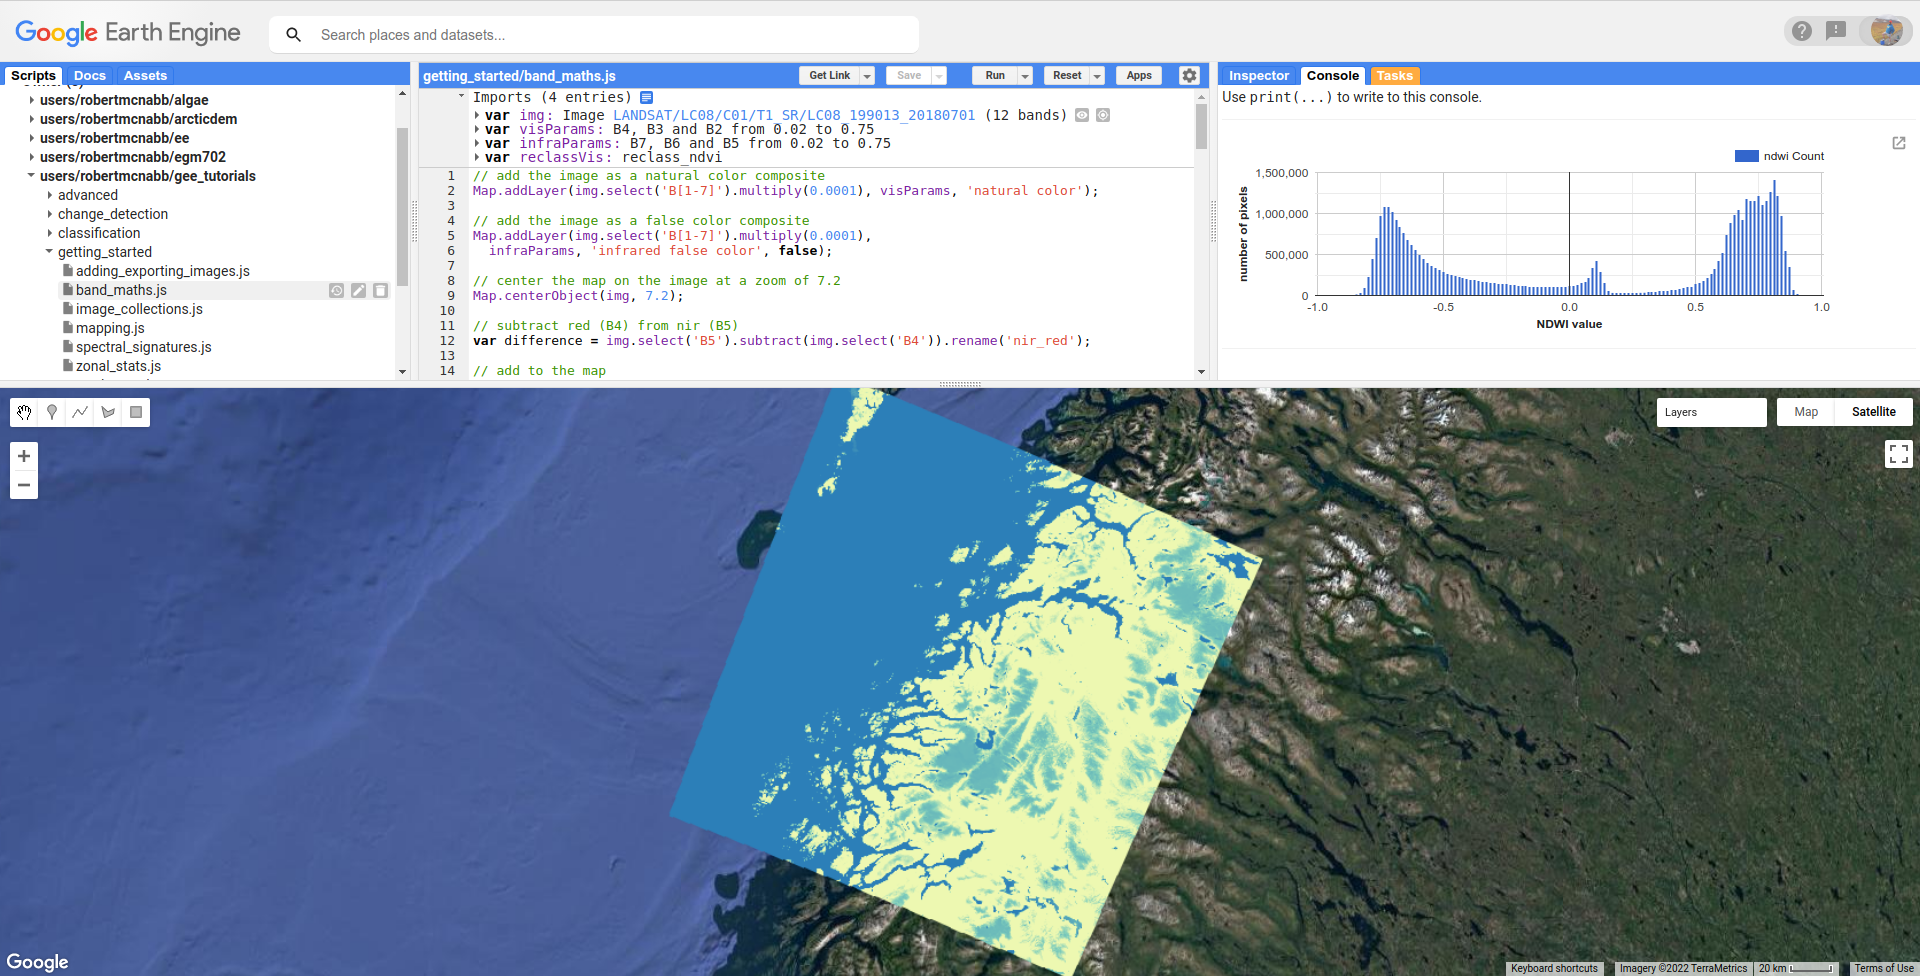 Google Earth Engine
Search places and datasets...
Scripts Docs Assets
users/robertmcnabb/algae
users/robertmcnabb/arcticdem
users/robertmcnabb/ee
users/robertmcnabb/egm702
users/robertmcnabb/gee_tutorials
advanced
change_detection
classification
getting_started
adding_exporting_images.js
band_maths.js
image_collections.js
mapping.js
spectral_signatures.js
zonal_stats.js
getting_started/band_maths.js
Get Link Save Run Reset Apps
Imports (4 entries)
var img: Image LANDSAT/LC08/C01/T1_SR/LC08_199013_20180701 (12 bands)
var visParams: B4, B3 and B2 from 0.02 to 0.75
var infraParams: B7, B6 and B5 from 0.02 to 0.75
var reclassVis: reclass_ndvi
1 // add the image as a natural color composite
2 Map.addLayer(img.select('B[1-7]').multiply(0.0001), visParams, 'natural color');
3
4 // add the image as a false color composite
5 Map.addLayer(img.select('B[1-7]').multiply(0.0001),
6 infraParams, 'infrared false color', false);
7
8 // center the map on the image at a zoom of 7.2
9 Map.centerObject(img, 7.2);
10
11 // subtract red (B4) from nir (B5)
12 var difference = img.select('B5').subtract(img.select('B4')).rename('nir_red');
13
14 // add to the map
Inspector Console Tasks
Use print(...) to write to this console.
ndwi Count
number of pixels
1,500,000
1,000,000
500,000
0
-1.0 -0.5 0.0 0.5 1.0
NDWI value
Layers
Map Satellite
+
−
Google
Keyboard shortcuts Imagery ©2022 TerraMetrics 20 km Terms of Use